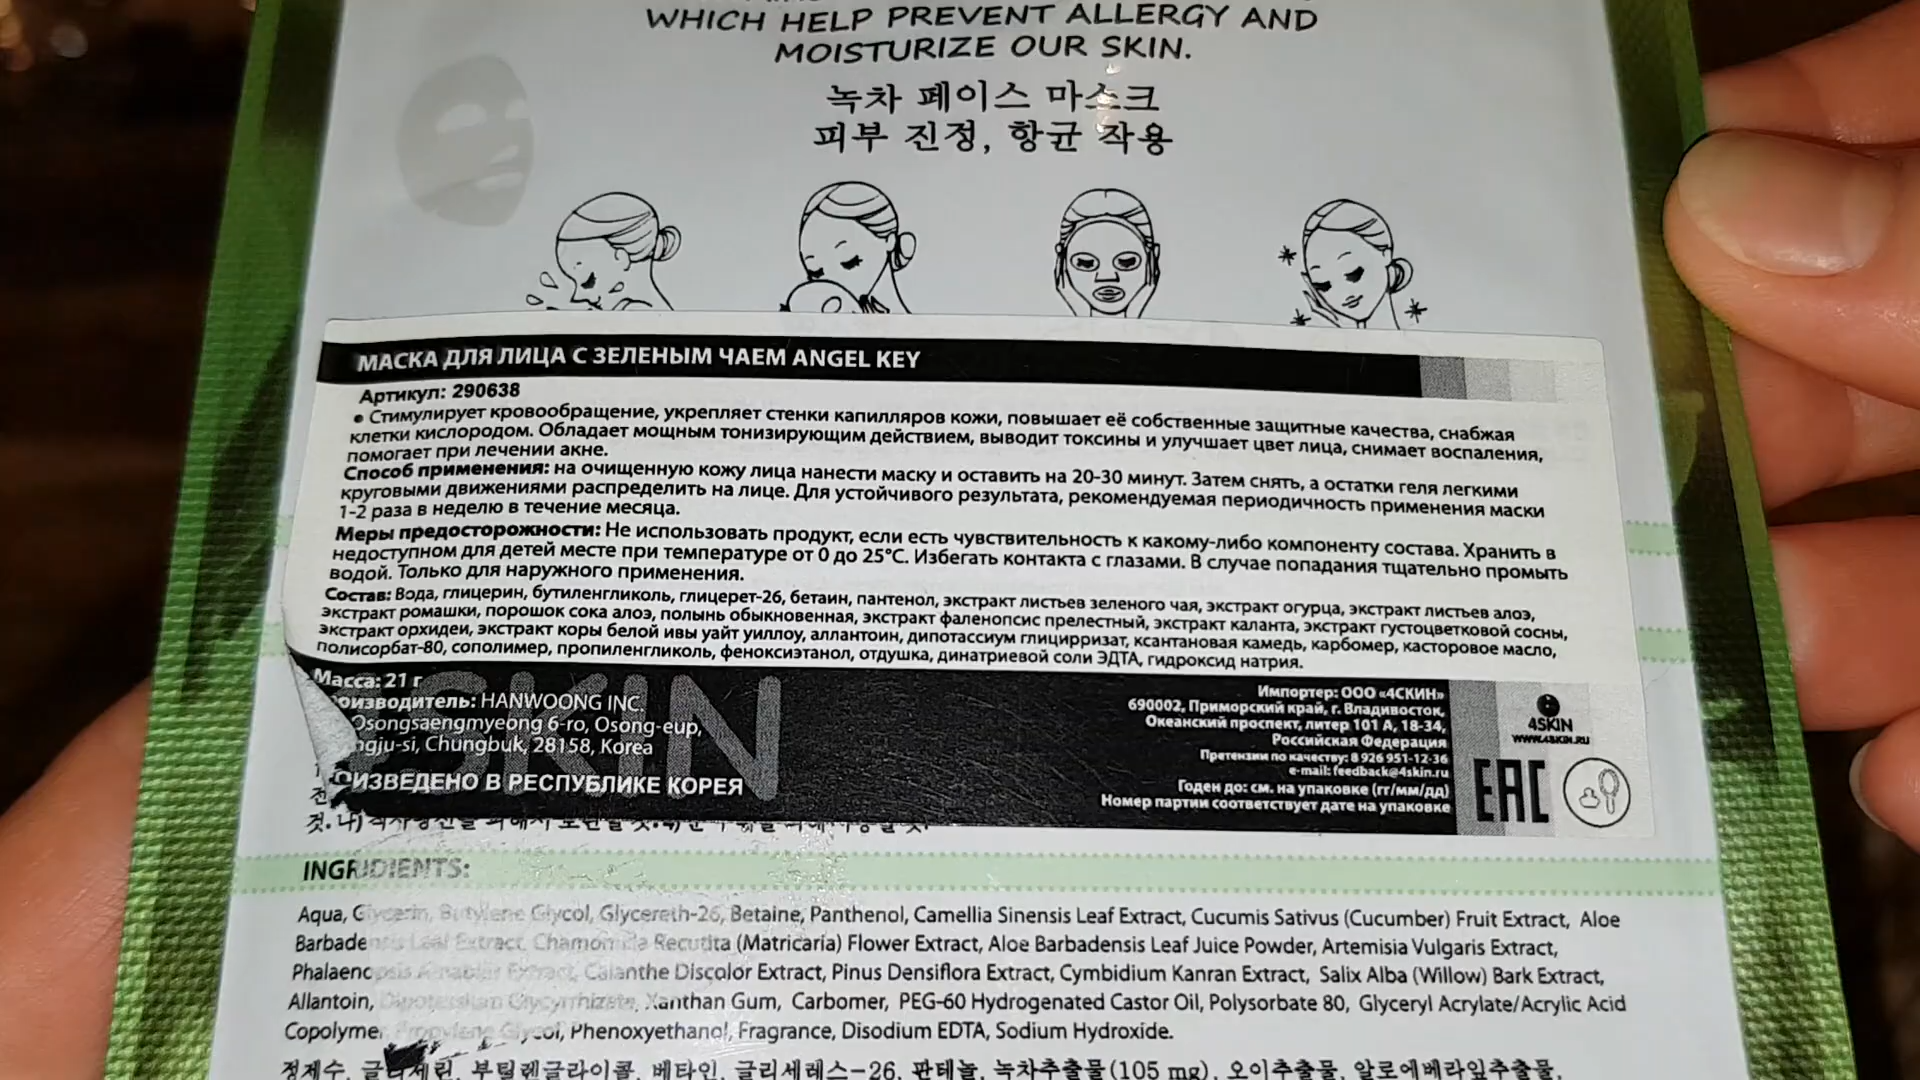 WHICH HELP PREVENT ALLERGY AND
MOISTURIZE OUR SKIN.
녹차 페이스 마스크
피부 진정, 항균 작용
МАСКА ДЛЯ ЛИЦА С ЗЕЛЕНЫМ ЧАЕМ ANGEL KEY
Артикул: 290638
• Стимулирует кровообращение, укрепляет стенки капилляров кожи, повышает её собственные защитные качества, снабжая
клетки кислородом. Обладает мощным тонизирующим действием, выводит токсины и улучшает цвет лица, снимает воспаления,
помогает при лечении акне.
Способ применения: на очищенную кожу лица нанести маску и оставить на 20-30 минут. Затем снять, а остатки геля легкими
круговыми движениями распределить на лице. Для устойчивого результата, рекомендуемая периодичность применения маски
1-2 раза в неделю в течение месяца.
Меры предосторожности: Не использовать продукт, если есть чувствительность к какому-либо компоненту состава. Хранить в
недоступном для детей месте при температуре от 0 до 25°С. Избегать контакта с глазами. В случае попадания тщательно промыть
водой. Только для наружного применения.
Состав: Вода, глицерин, бутиленгликоль, глицерет-26, бетаин, пантенол, экстракт листьев зеленого чая, экстракт огурца, экстракт листьев алоэ,
экстракт ромашки, порошок сока алоэ, полынь обыкновенная, экстракт фаленопсис прелестный, экстракт каланта, экстракт густоцветковой сосны,
экстракт орхидеи, экстракт коры белой ивы уайт уиллоу, аллантоин, дипотассиум глицирризат, ксантановая камедь, карбомер, касторовое масло,
полисорбат-80, сополимер, пропиленгликоль, феноксиэтанол, отдушка, динатриевой соли ЭДТА, гидроксид натрия.
Масса: 21 г
оизводитель: HANWOONG INC.
Osongsaengmyeong 6-ro, Osong-eup,
ngju-si, Chungbuk, 28158, Korea
ОИЗВЕДЕНО В РЕСПУБЛИКЕ КОРЕЯ
SKIN
Импортер: ООО «4СКИН»
690002, Приморский край, г. Владивосток,
Океанский проспект, литер 101 А, 18-34,
Российская Федерация
Претензии по качеству: 8 926 951-12-36
e-mail: feedback@4skin.ru
Годен до: см. на упаковке (гг/мм/дд)
Номер партии соответствует дате на упаковке
4SKIN
WWW.4SKIN.RU
EAC
INGRIDIENTS:
Aqua, Glycerin, Butylene Glycol, Glycereth-26, Betaine, Panthenol, Camellia Sinensis Leaf Extract, Cucumis Sativus (Cucumber) Fruit Extract, Aloe
Barbadensis Leaf Extract, Chamomilla Recutita (Matricaria) Flower Extract, Aloe Barbadensis Leaf Juice Powder, Artemisia Vulgaris Extract,
Phalaenopsis Amabilis Extract, Calanthe Discolor Extract, Pinus Densiflora Extract, Cymbidium Kanran Extract, Salix Alba (Willow) Bark Extract,
Allantoin, Dipotassium Glycyrrhizate, Xanthan Gum, Carbomer, PEG-60 Hydrogenated Castor Oil, Polysorbate 80, Glyceryl Acrylate/Acrylic Acid
Copolymer, Propylene Glycol, Phenoxyethanol, Fragrance, Disodium EDTA, Sodium Hydroxide.
정제수, 글리세린, 부틸렌글라이콜, 베타인, 글리세레스-26, 판테놀, 녹차추출물(105 mg), 오이추출물, 알로에베라잎추출물,